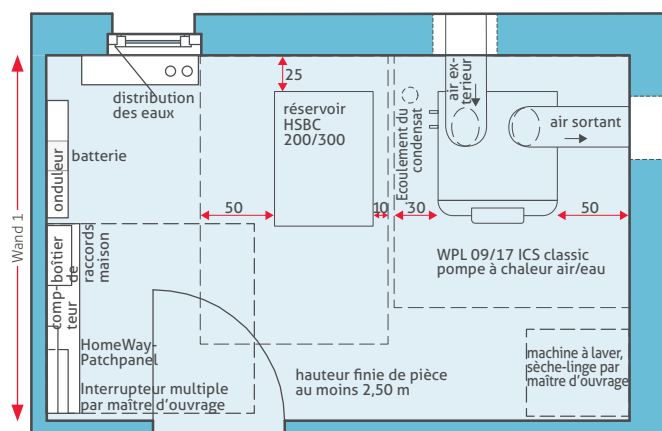 distribution
des eaux
25
réservoir
HSBC
200/300
air ex-
térieur
Ecoulement du
condensat
air sortant
onduleur
batterie
50
10
30
50
Wand 1
boîtier
de
raccords
maison
comp-
teur
WPL 09/17 ICS classic
pompe à chaleur air/eau
HomeWay-
Patchpanel
Interrupteur multiple
par maître d'ouvrage
hauteur finie de pièce
au moins 2,50 m
machine à laver,
sèche-linge par
maître d'ouvrage